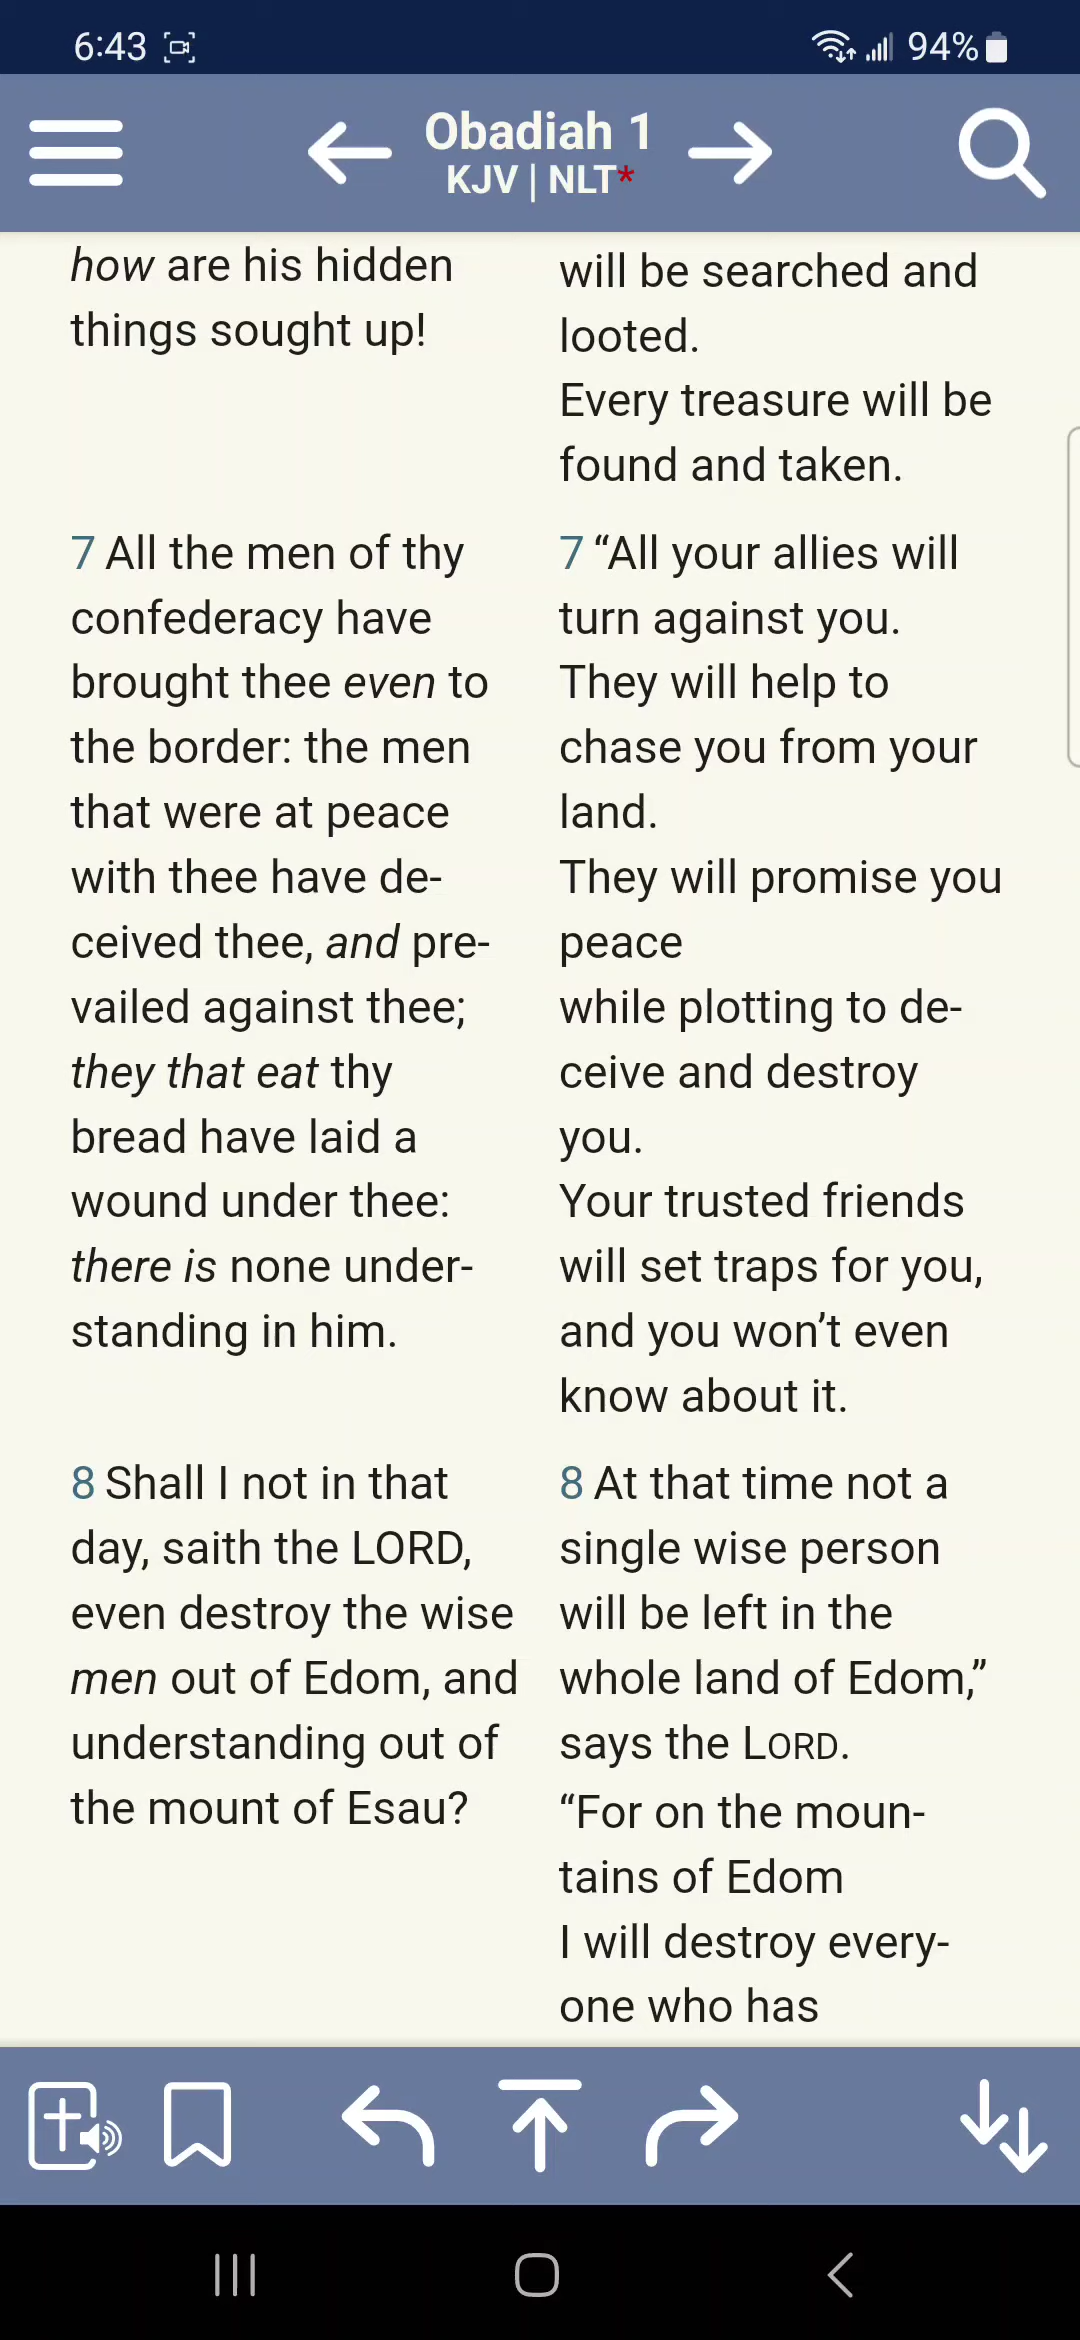 6:43
94%
Obadiah 1
KJV | NLT*
how are his hidden
things sought up!
will be searched and
looted.
Every treasure will be
found and taken.
7 All the men of thy
confederacy have
brought thee even to
the border: the men
that were at peace
with thee have de-
ceived thee, and pre-
vailed against thee;
they that eat thy
bread have laid a
wound under thee:
there is none under-
standing in him.
7 “All your allies will
turn against you.
They will help to
chase you from your
land.
They will promise you
peace
while plotting to de-
ceive and destroy
you.
Your trusted friends
will set traps for you,
and you won’t even
know about it.
8 Shall I not in that
day, saith the LORD,
even destroy the wise
men out of Edom, and
understanding out of
the mount of Esau?
8 At that time not a
single wise person
will be left in the
whole land of Edom,”
says the LORD.
“For on the moun-
tains of Edom
I will destroy every-
one who has